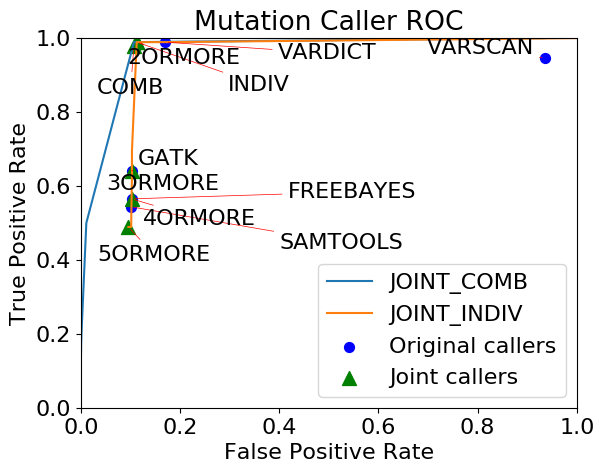 Mutation Caller ROC
True Positive Rate
1.0
0.8
0.6
0.4
0.2
0.0
2ORMORE
VARDICT
VARSCAN
COMB
INDIV
GATK
3ORMORE
FREEBAYES
4ORMORE
SAMTOOLS
5ORMORE
JOINT_COMB
JOINT_INDIV
Original callers
Joint callers
0.0 0.2 0.4 0.6 0.8 1.0
False Positive Rate